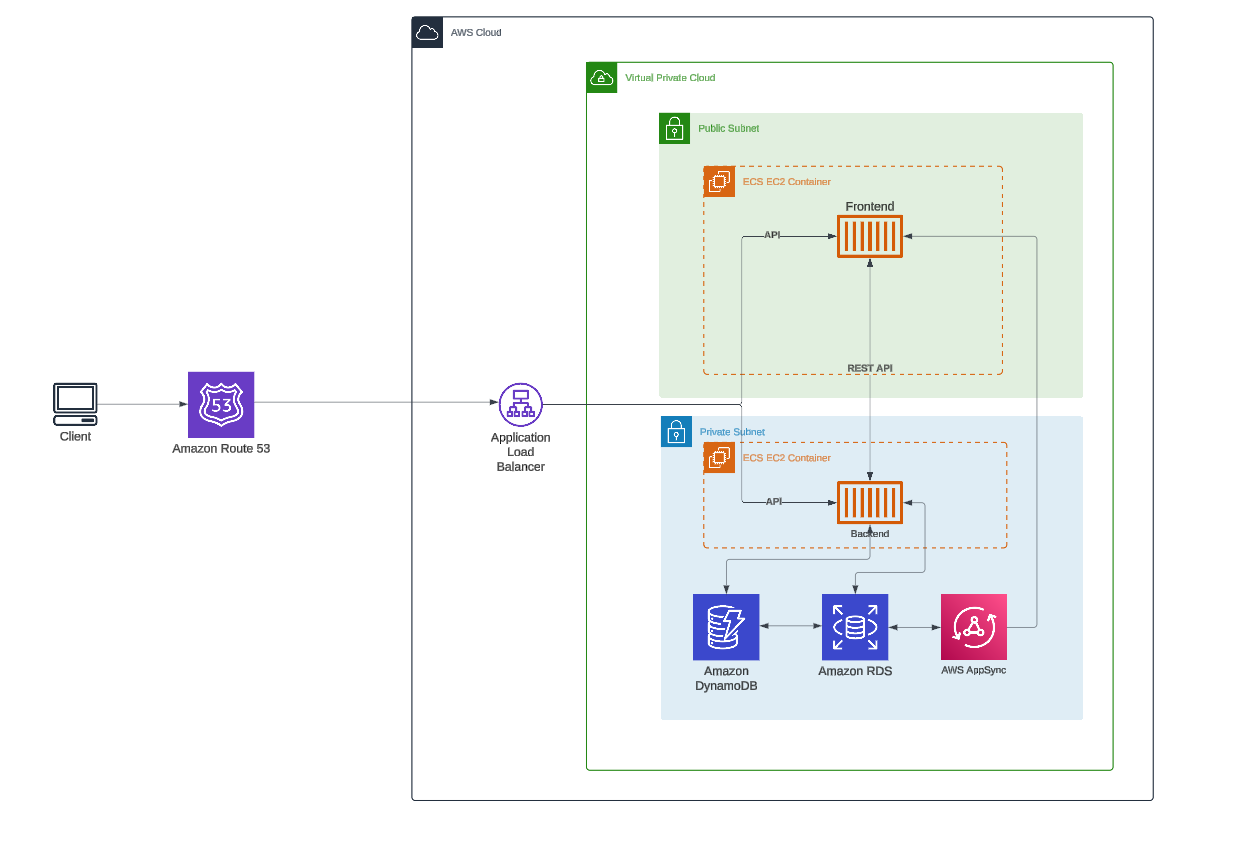 AWS Cloud
Virtual Private Cloud
Public Subnet
ECS EC2 Container
Frontend
API
REST API
53
Client
Amazon Route 53
Application
Load
Balancer
Private Subnet
ECS EC2 Container
API
Backend
Amazon
DynamoDB
Amazon RDS
AWS AppSync